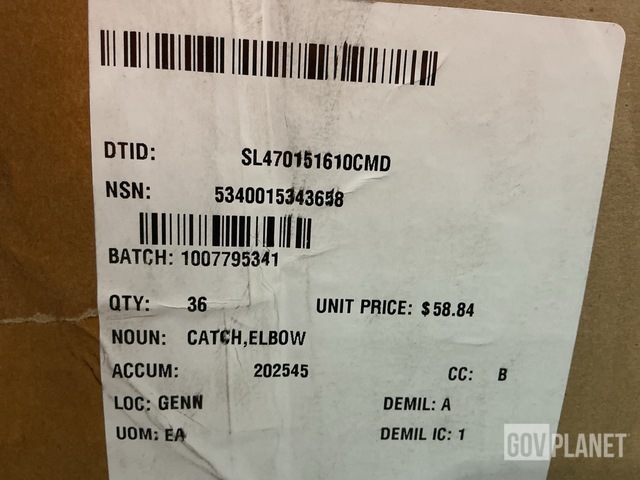 DTID: SL470151610CMD
NSN: 5340015343658
BATCH: 1007795341
QTY: 36 UNIT PRICE: $58.84
NOUN: CATCH,ELBOW
ACCUM: 202545 CC: B
LOC: GENN DEMIL: A
UOM: EA DEMIL IC: 1
GOVPLANET